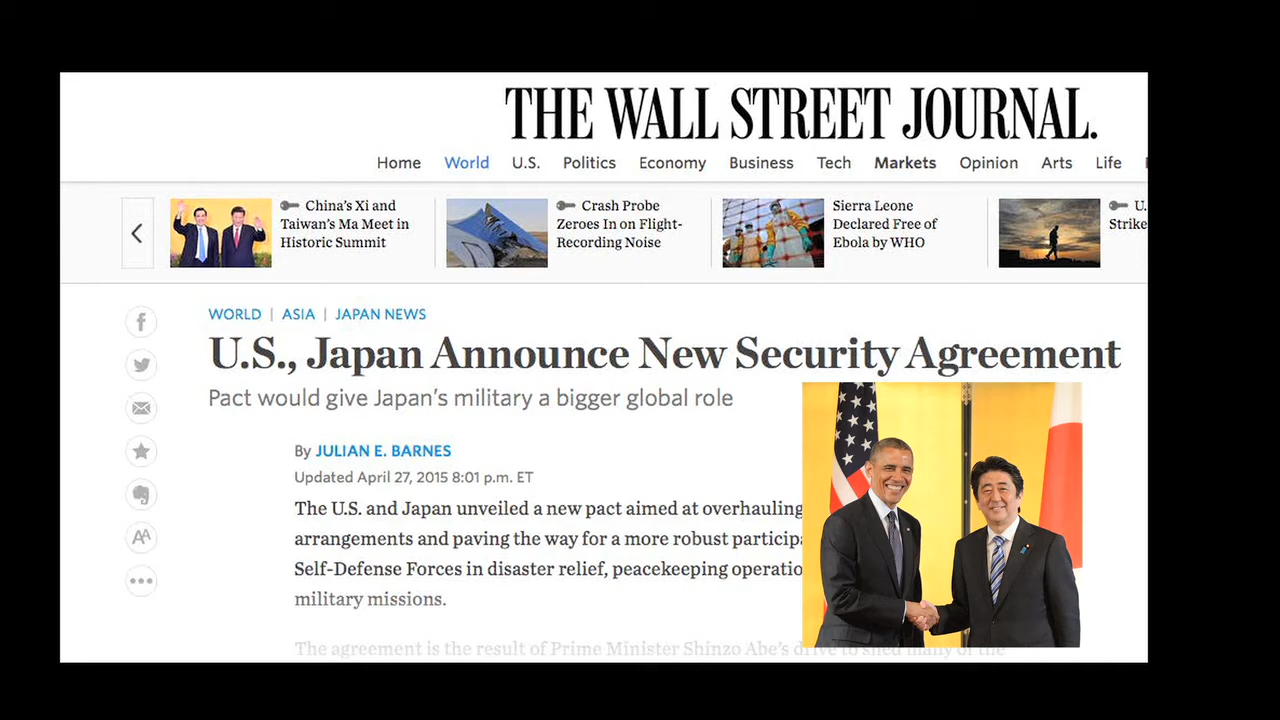 THE WALL STREET JOURNAL.
Home World U.S. Politics Economy Business Tech Markets Opinion Arts Life
China's Xi and
Taiwan's Ma Meet in
Historic Summit
Crash Probe
Zeroes In on Flight-
Recording Noise
Sierra Leone
Declared Free of
Ebola by WHO
U.
Strike
WORLD | ASIA | JAPAN NEWS
U.S., Japan Announce New Security Agreement
Pact would give Japan's military a bigger global role
By JULIAN E. BARNES
Updated April 27, 2015 8:01 p.m. ET
The U.S. and Japan unveiled a new pact aimed at overhauling
arrangements and paving the way for a more robust participa
Self-Defense Forces in disaster relief, peacekeeping operatio
military missions.
The agreement is the result of Prime Minister Shinzo Abe's drive to shed many of the
AA